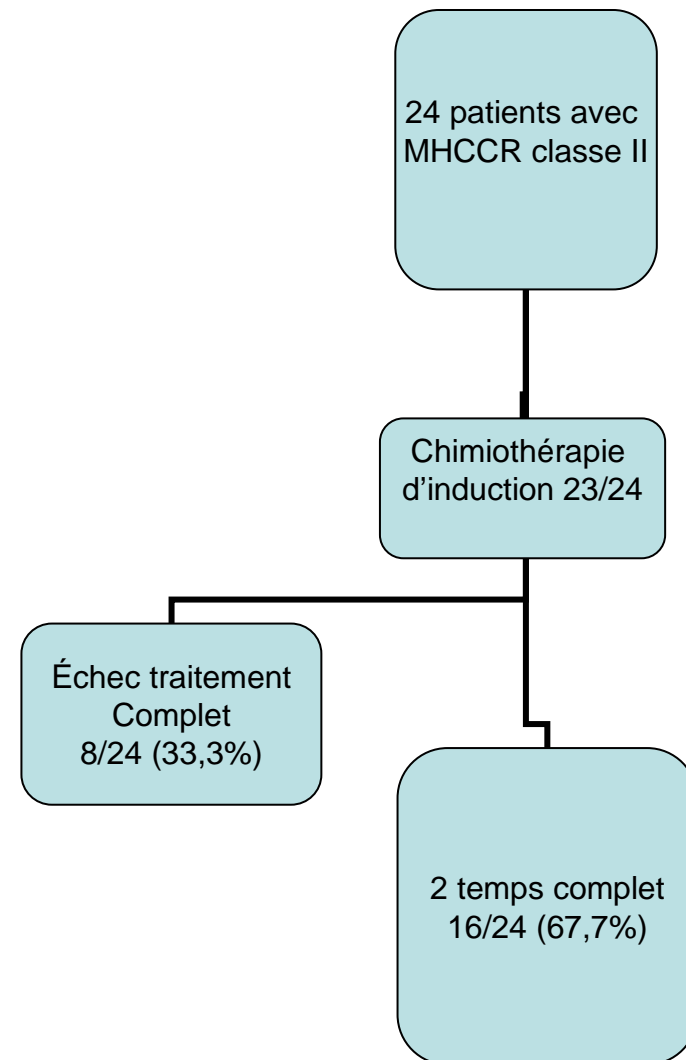 24 patients avec
MHCCR classe II
Chimiothérapie
d’induction 23/24
Échec traitement
Complet
8/24 (33,3%)
2 temps complet
16/24 (67,7%)